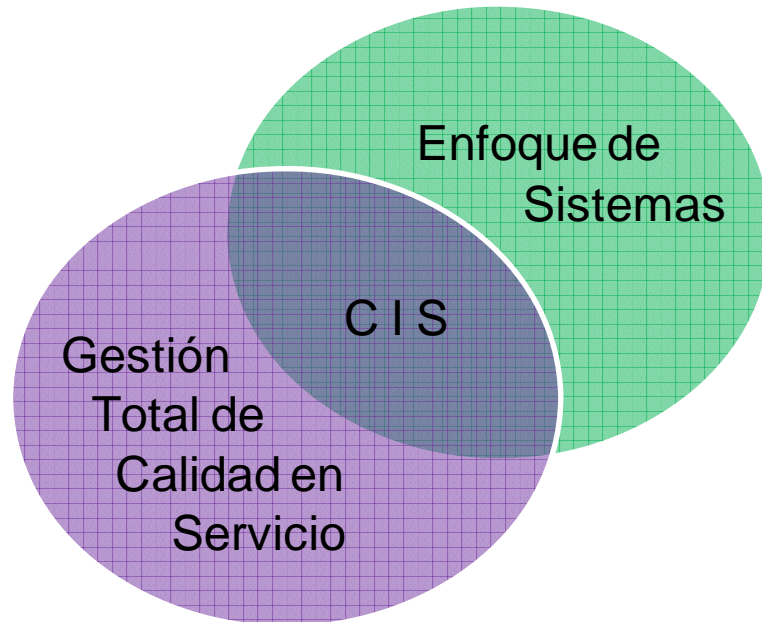 Enfoque de
Sistemas
C I S
Gestión
Total de
Calidad en
Servicio